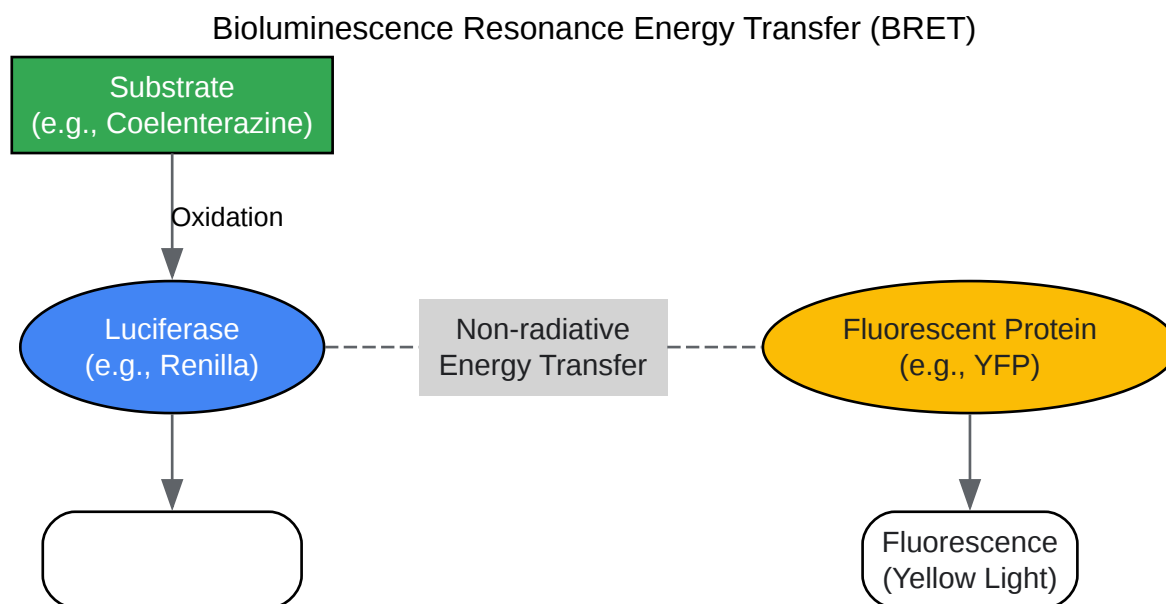 Bioluminescence Resonance Energy Transfer (BRET)
Substrate
(e.g., Coelenterazine)
Oxidation
Luciferase
(e.g., Renilla)
Non-radiative
Energy Transfer
Fluorescent Protein
(e.g., YFP)
Fluorescence
(Yellow Light)